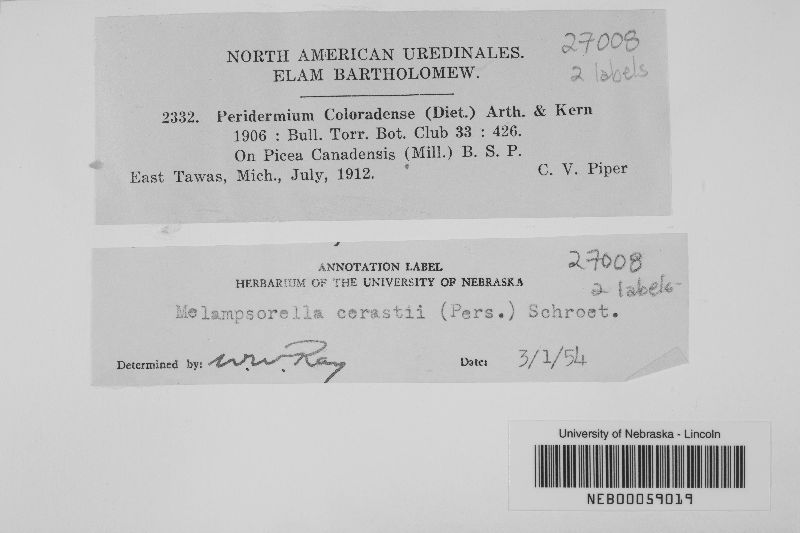 NORTH AMERICAN UREDINALES.
ELAM BARTHOLOMEW.
27008
2 labels
2332. Peridermium Coloradense (Diet.) Arth. & Kern
1906 : Bull. Torr. Bot. Club 33 : 426.
On Picea Canadensis (Mill.) B. S. P.
East Tawas, Mich., July, 1912. C. V. Piper
ANNOTATION LABEL
HERBARIUM OF THE UNIVERSITY OF NEBRASKA
27008
2 labels
Melampsorella cerastii (Pers.) Schroet.
Determined by: W.W. Ray Date: 3/1/54
University of Nebraska - Lincoln
NEB00059019